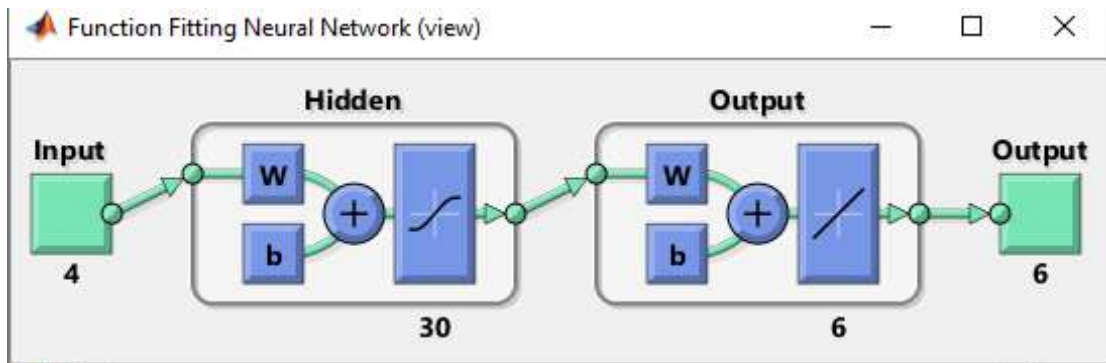 Function Fitting Neural Network (view)
Hidden
Output
Input
Output
W
W
+
+
b
b
4
6
30
6